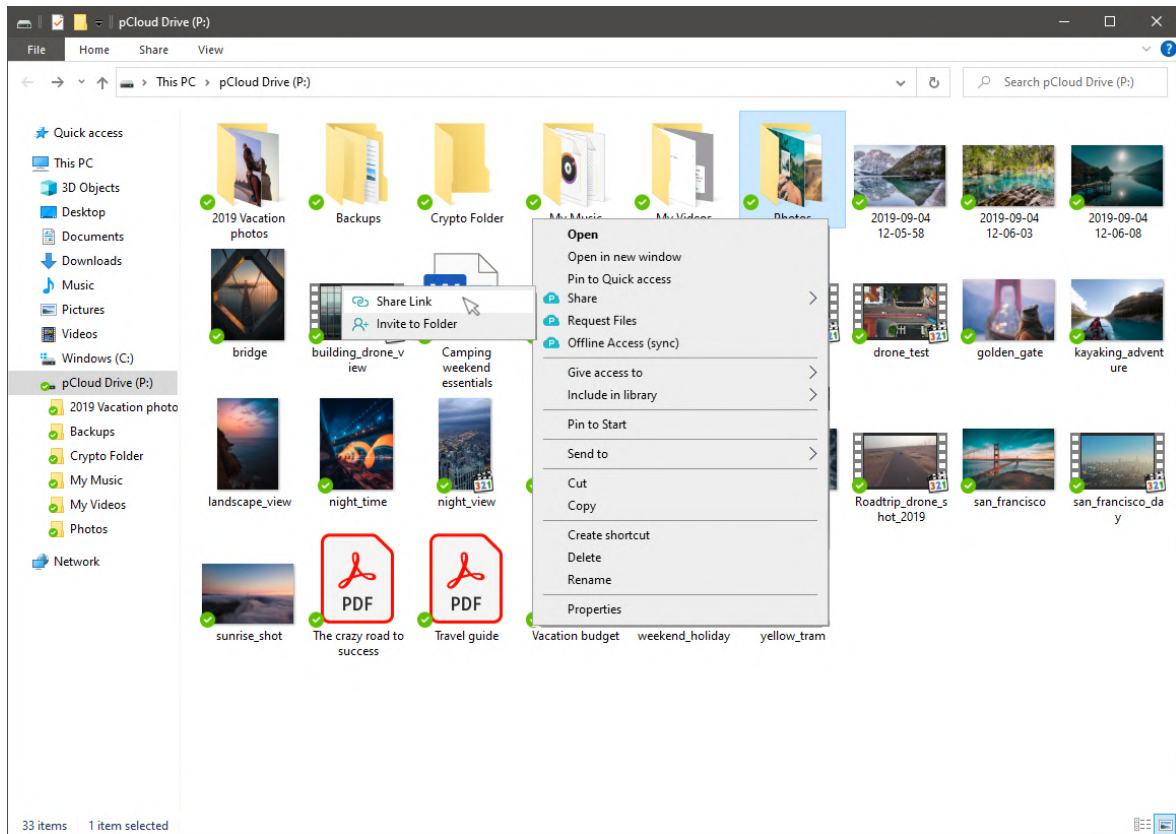 pCloud Drive (P:)
File Home Share View
This PC > pCloud Drive (P:)
Search pCloud Drive (P:)
Quick access
This PC
3D Objects
Desktop
Documents
Downloads
Music
Pictures
Videos
Windows (C:)
pCloud Drive (P:)
2019 Vacation photo
Backups
Crypto Folder
My Music
My Videos
Photos
Network
2019 Vacation
photos
Backups
Crypto Folder
My Music
My Videos
Photos
2019-09-04
12-05-58
2019-09-04
12-06-03
2019-09-04
12-06-08
bridge
building_drone_v
iew
Camping
weekend
essentials
drone_test
golden_gate
kayaking_advent
ure
landscape_view
night_time
night_view
Roadtrip_drone_s
hot_2019
san_francisco
san_francisco_da
y
sunrise_shot
PDF
The crazy road to
success
PDF
Travel guide
Vacation budget
weekend_holiday
yellow_tram
Share Link
Invite to Folder
Open
Open in new window
Pin to Quick access
Share
Request Files
Offline Access (sync)
Give access to
Include in library
Pin to Start
Send to
Cut
Copy
Create shortcut
Delete
Rename
Properties
33 items 1 item selected